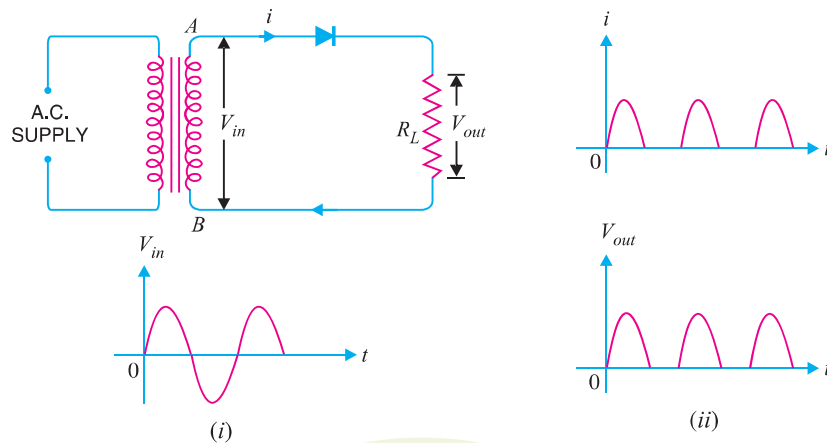 A
i
i
A.C.
SUPPLY
V_in
R_L
V_out
0
t
B
V_in
V_out
0
t
0
t
(i)
(ii)